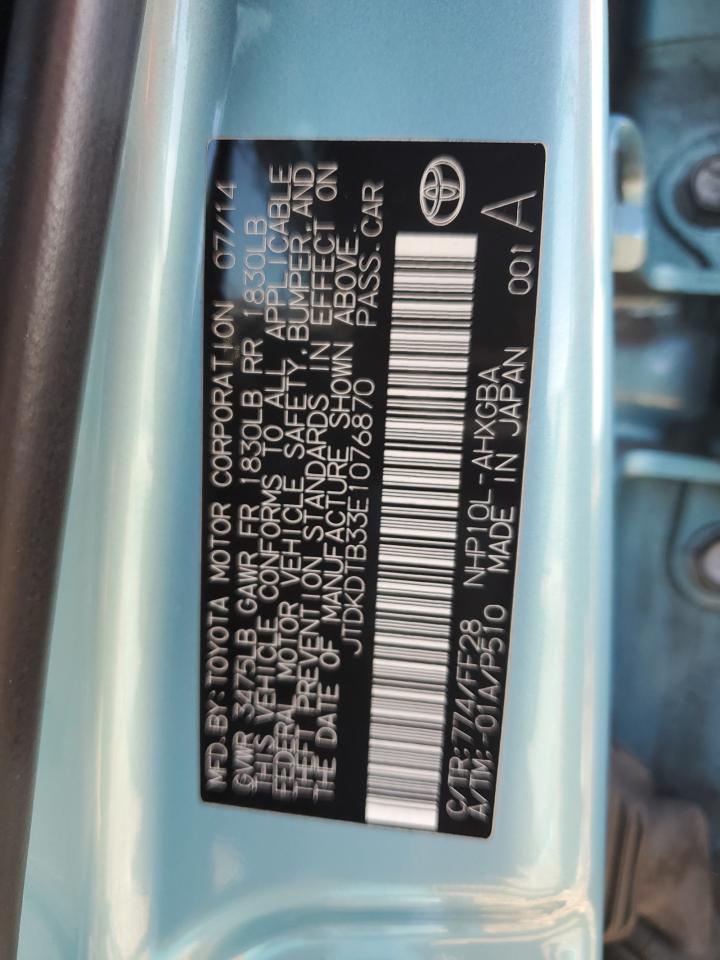 MFD.BY:TOYOTA MOTOR CORPORATION 07/14
GVWR 3475LB GAWR FR 1830LB RR 1830LB
THIS VEHICLE CONFORMS TO ALL APPLICABLE
FEDERAL MOTOR VEHICLE SAFETY,BUMPER,AND
THEFT PREVENTION STANDARDS IN EFFECT ON
THE DATE OF MANUFACTURE SHOWN ABOVE.
JTDKDTB33E1076870 PASS.CAR
C/TR:774/FF28 NHP10L-AHXGBA
A/TM:-01A/P510 MADE IN JAPAN 001 A